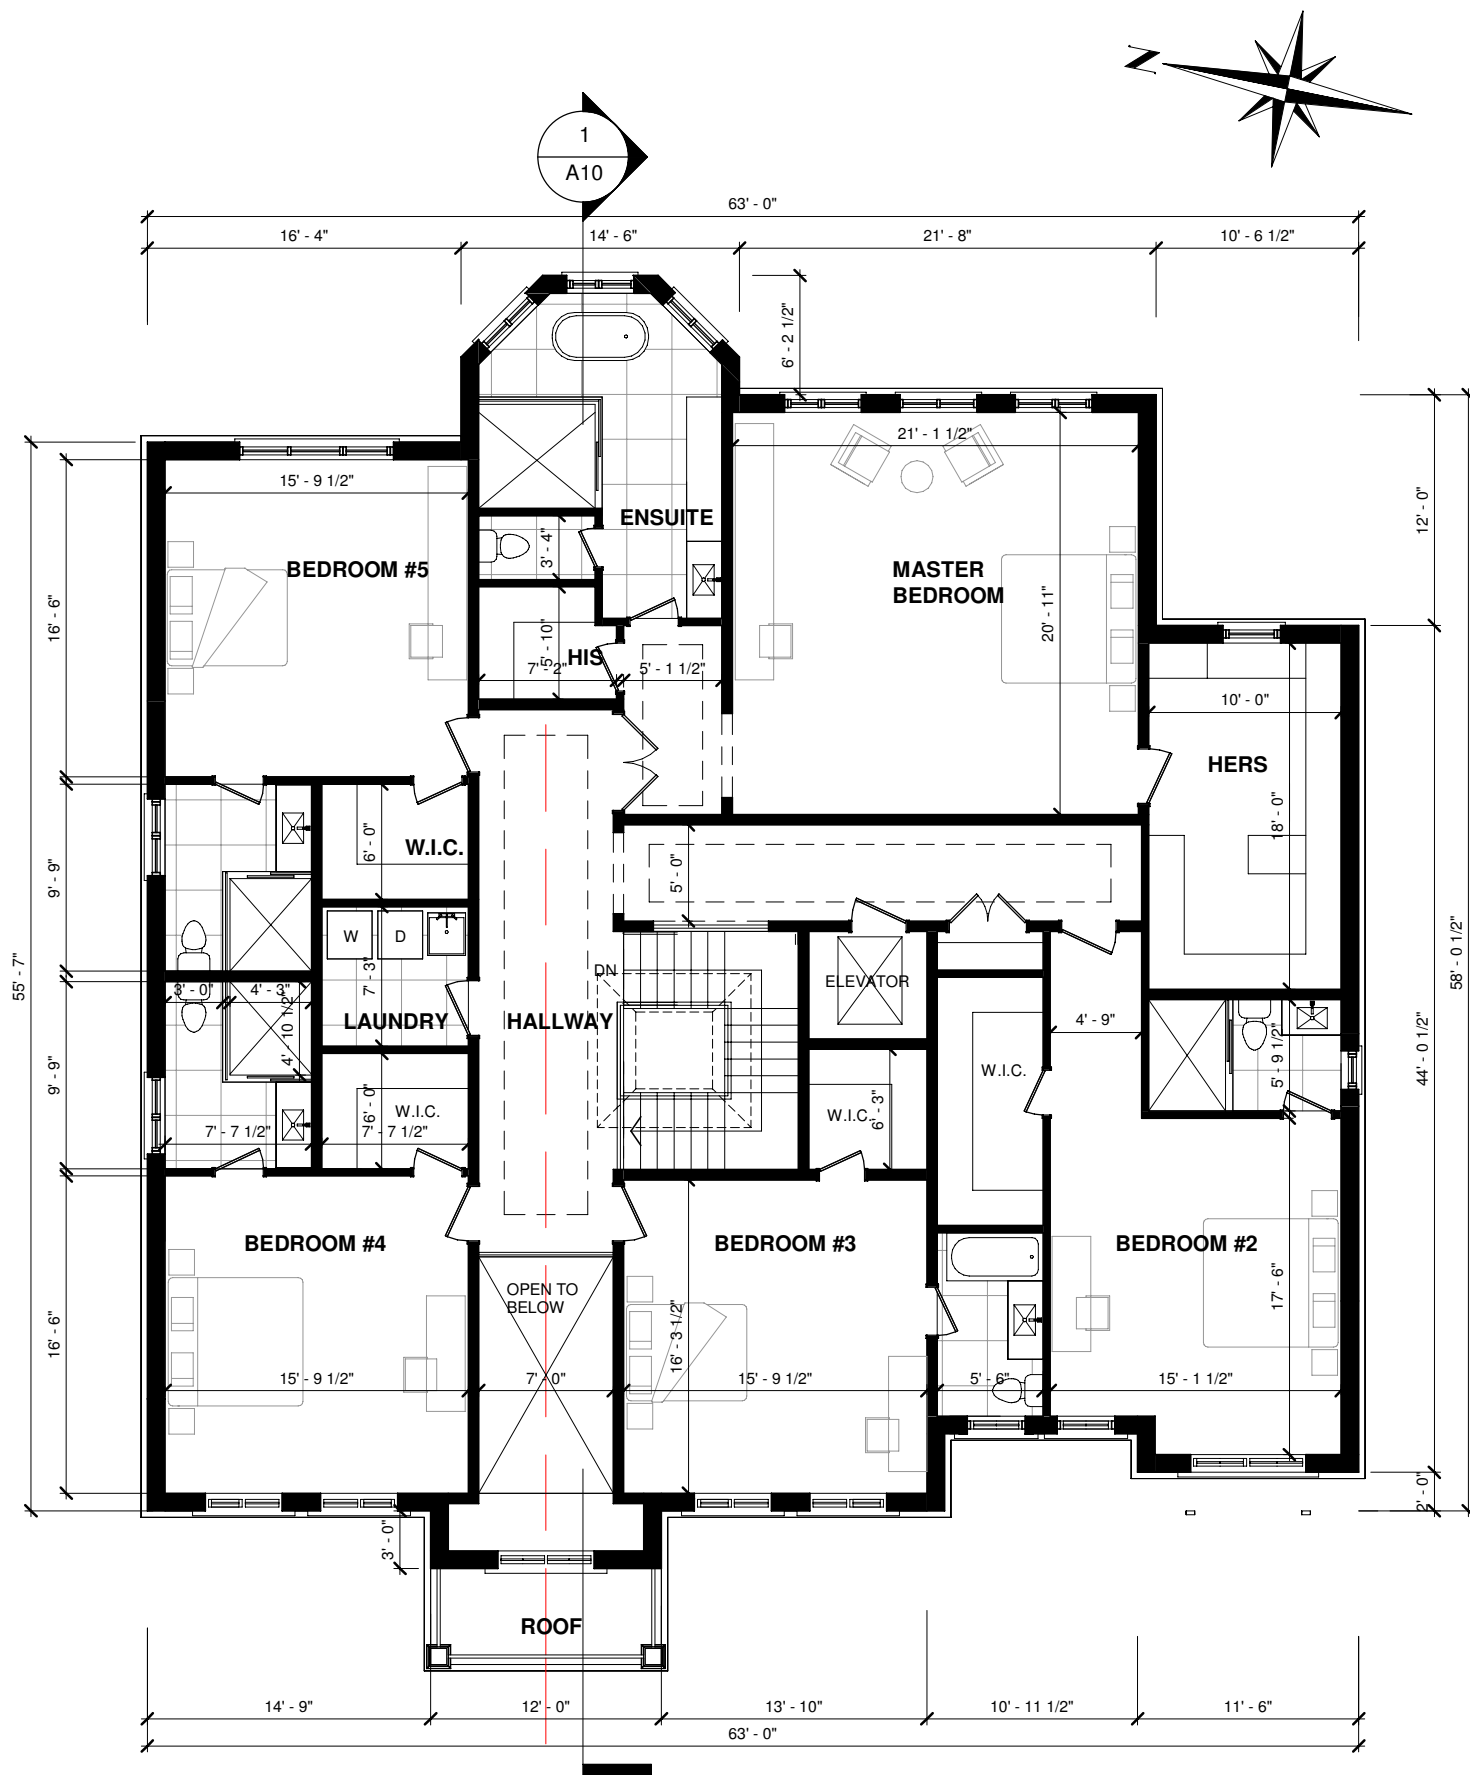 N
1
A10
63' - 0"
16' - 4"
14' - 6"
21' - 8"
10' - 6 1/2"
6' - 2 1/2"
21' - 1 1/2"
15' - 9 1/2"
12' - 0"
ENSUITE
3' - 4"
BEDROOM #5
MASTER
BEDROOM
20' - 11"
16' - 6"
5' - 10"
HIS
7' - 2"
5' - 1 1/2"
10' - 0"
HERS
18' - 0"
6' - 0"
W.I.C.
5' - 0"
9' - 9"
W
D
7' - 3"
DN
ELEVATOR
55' - 7"
58' - 0 1/2"
3' - 0"
4' - 3"
4' - 10 1/2"
LAUNDRY
HALLWAY
4' - 9"
5' - 9 1/2"
44' - 0 1/2"
9' - 9"
W.I.C.
6' - 0"
W.I.C.
W.I.C.
6' - 3"
7' - 7 1/2"
7' - 7 1/2"
BEDROOM #4
BEDROOM #3
BEDROOM #2
OPEN TO
BELOW
16' - 6"
16' - 3 1/2"
17' - 6"
15' - 9 1/2"
7' - 0"
15' - 9 1/2"
5' - 6"
15' - 1 1/2"
2' - 0"
3' - 0"
ROOF
14' - 9"
12' - 0"
13' - 10"
10' - 11 1/2"
11' - 6"
63' - 0"